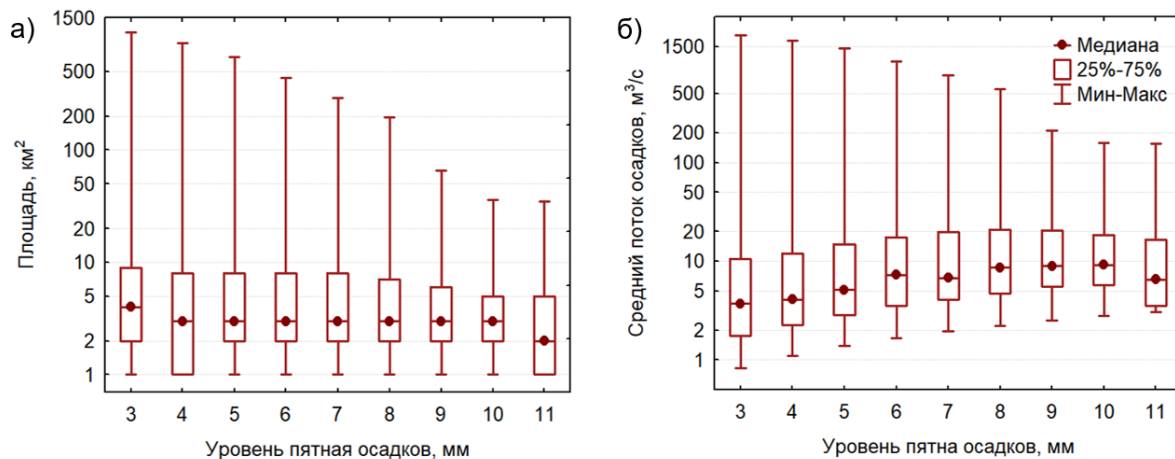 а)
1500
500
200
100
50
20
10
5
2
1
Площадь, км²
3 4 5 6 7 8 9 10 11
Уровень пятная осадков, мм
б)
1500
500
200
100
50
20
10
5
2
1
Средний поток осадков, м³/с
Медиана
25%-75%
Мин-Макс
3 4 5 6 7 8 9 10 11
Уровень пятна осадков, мм